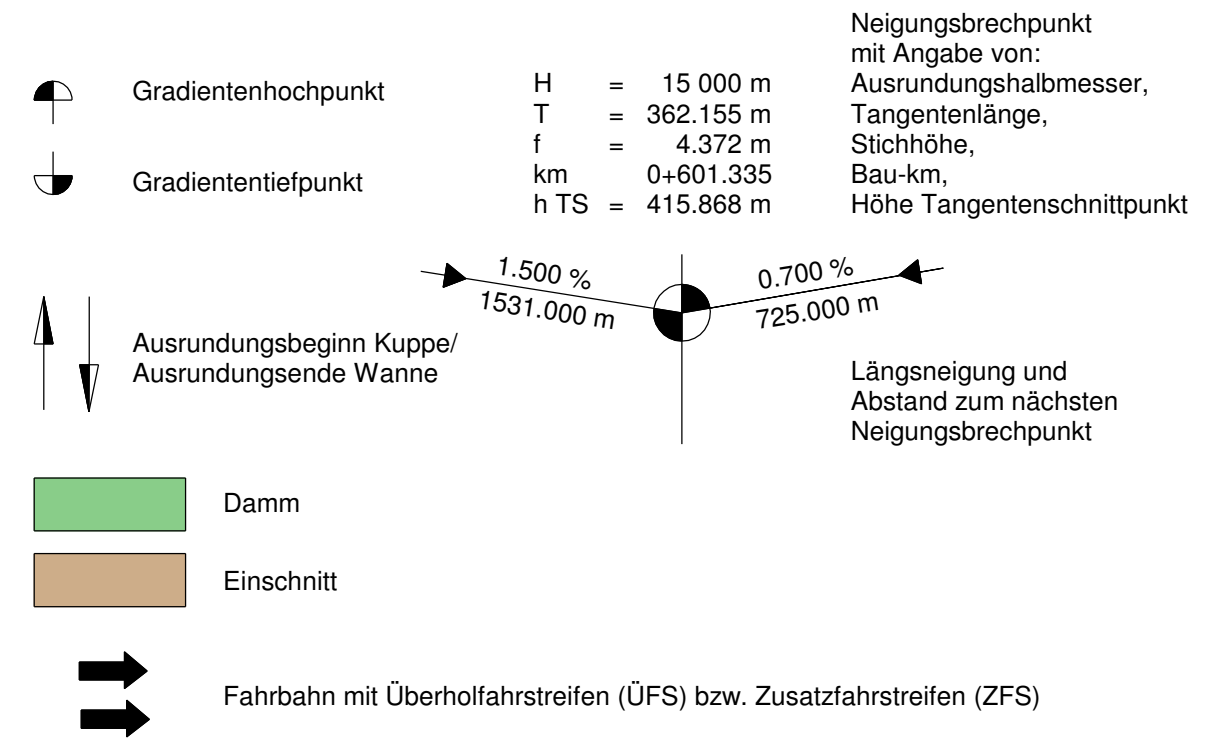 Gradientenhochpunkt
Gradiententiefpunkt
H = 15 000 m
T = 362.155 m
f = 4.372 m
km 0+601.335
h TS = 415.868 m
Neigungsbrechpunkt
mit Angabe von:
Ausrundungshalbmesser,
Tangentenlänge,
Stichhöhe,
Bau-km,
Höhe Tangentenschnittpunkt
1.500 %
1531.000 m
0.700 %
725.000 m
Ausrundungsbeginn Kuppe/
Ausrundungsende Wanne
Längsneigung und
Abstand zum nächsten
Neigungsbrechpunkt
Damm
Einschnitt
Fahrbahn mit Überholfahrstreifen (ÜFS) bzw. Zusatzfahrstreifen (ZFS)